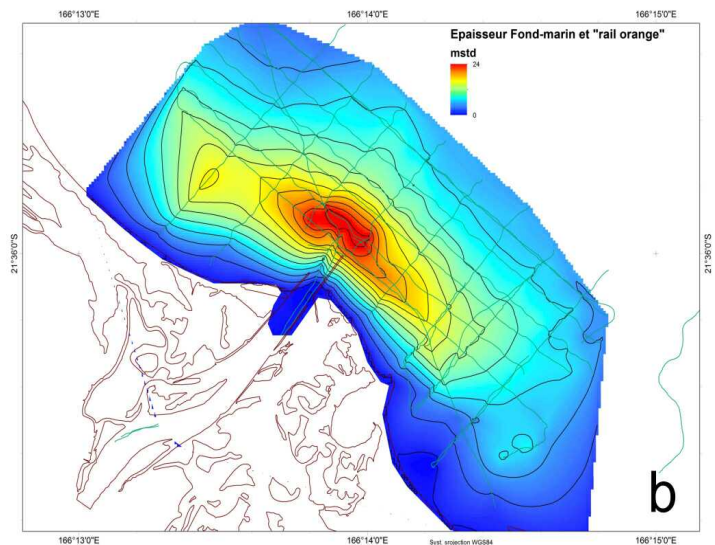 166°13'0"E 166°14'0"E 166°15'0"E
Epaisseur Fond-marin et "rail orange"
mstd
24
0
21°36'0"S 21°36'0"S
b
166°13'0"E 166°14'0"E 166°15'0"E
Syst. projection WGS84